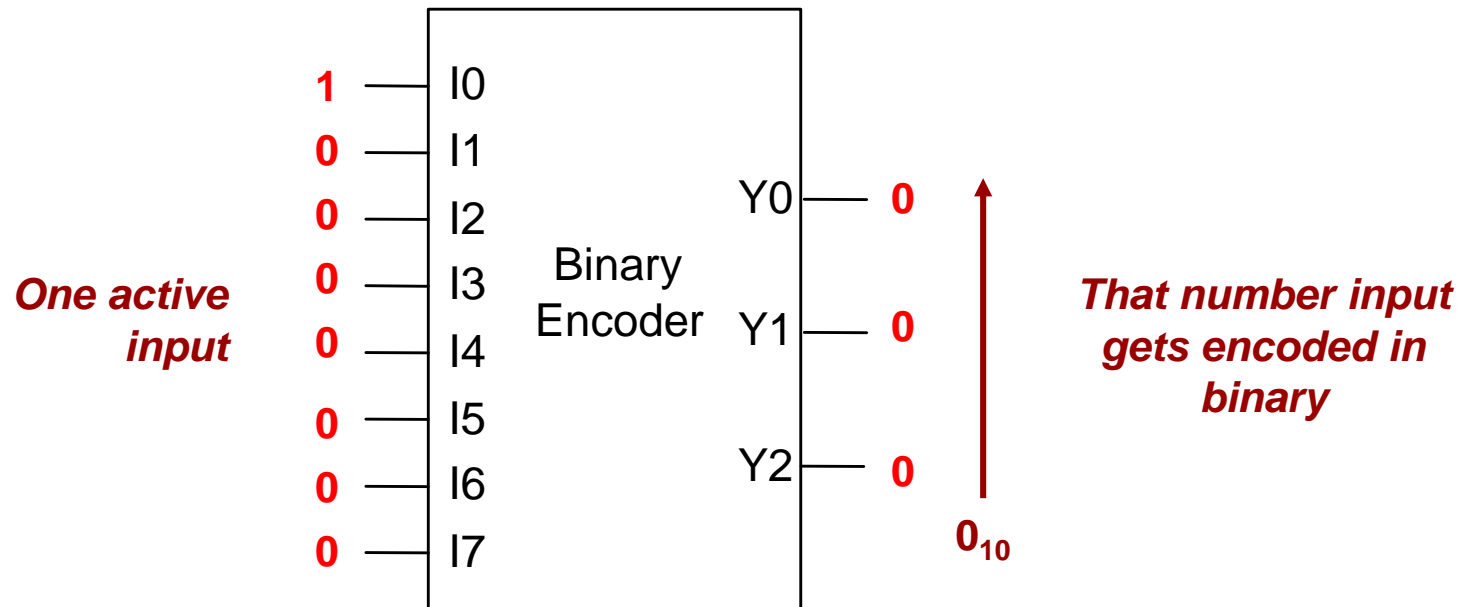 1 I0
0 I1
0 I2
0 I3
0 I4
0 I5
0 I6
0 I7
One active
input
Binary
Encoder
Y0 0
Y1 0
Y2 0
0₁₀
That number input
gets encoded in
binary